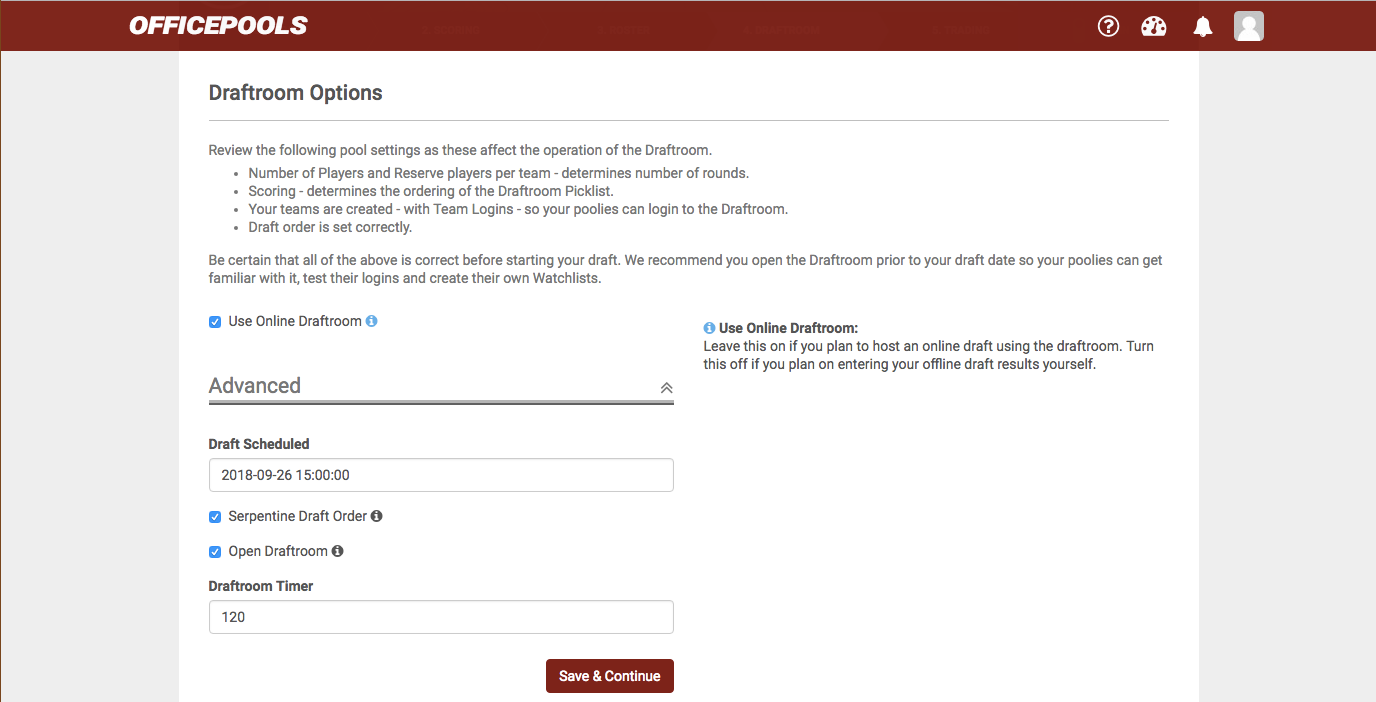 OFFICEPOOLS
Draftroom Options
Review the following pool settings as these affect the operation of the Draftroom.
• Number of Players and Reserve players per team - determines number of rounds.
• Scoring - determines the ordering of the Draftroom Picklist.
• Your teams are created - with Team Logins - so your poolies can login to the Draftroom.
• Draft order is set correctly.
Be certain that all of the above is correct before starting your draft. We recommend you open the Draftroom prior to your draft date so your poolies can get
familiar with it, test their logins and create their own Watchlists.
Use Online Draftroom
Use Online Draftroom:
Leave this on if you plan to host an online draft using the draftroom. Turn
this off if you plan on entering your offline draft results yourself.
Advanced
Draft Scheduled
2018-09-26 15:00:00
Serpentine Draft Order
Open Draftroom
Draftroom Timer
120
Save & Continue